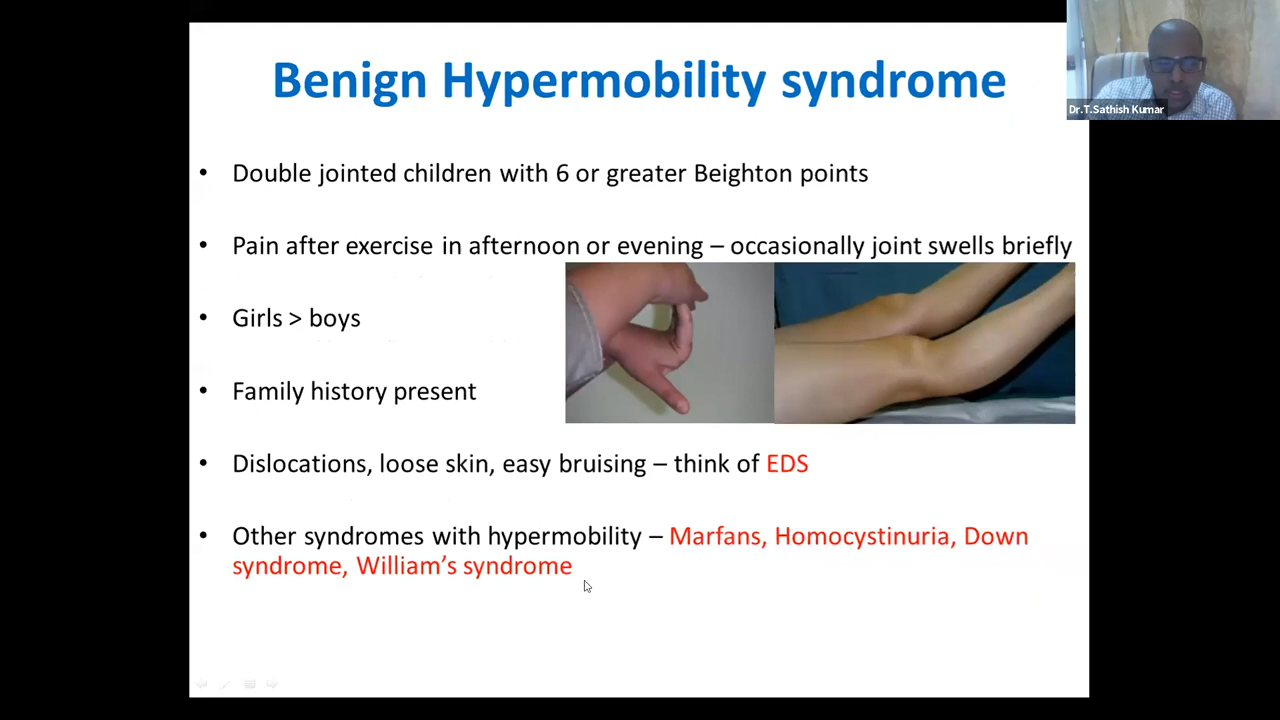 Benign Hypermobility syndrome
Dr.T.Sathish Kumar
• Double jointed children with 6 or greater Beighton points
• Pain after exercise in afternoon or evening – occasionally joint swells briefly
• Girls > boys
• Family history present
• Dislocations, loose skin, easy bruising – think of EDS
• Other syndromes with hypermobility – Marfans, Homocystinuria, Down
syndrome, William’s syndrome